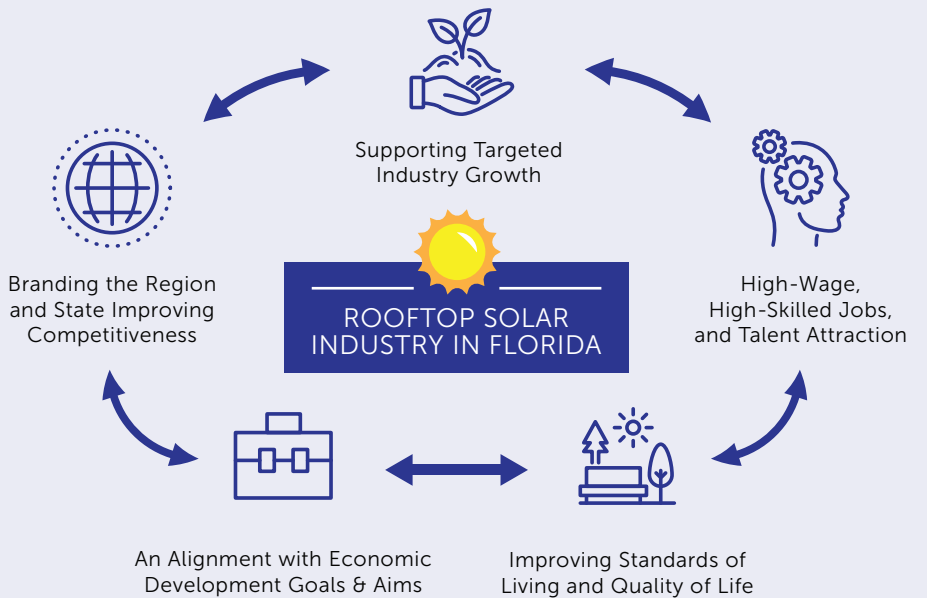 Supporting Targeted
Industry Growth
Branding the Region
and State Improving
Competitiveness
ROOFTOP SOLAR
INDUSTRY IN FLORIDA
High-Wage,
High-Skilled Jobs,
and Talent Attraction
An Alignment with Economic
Development Goals & Aims
Improving Standards of
Living and Quality of Life